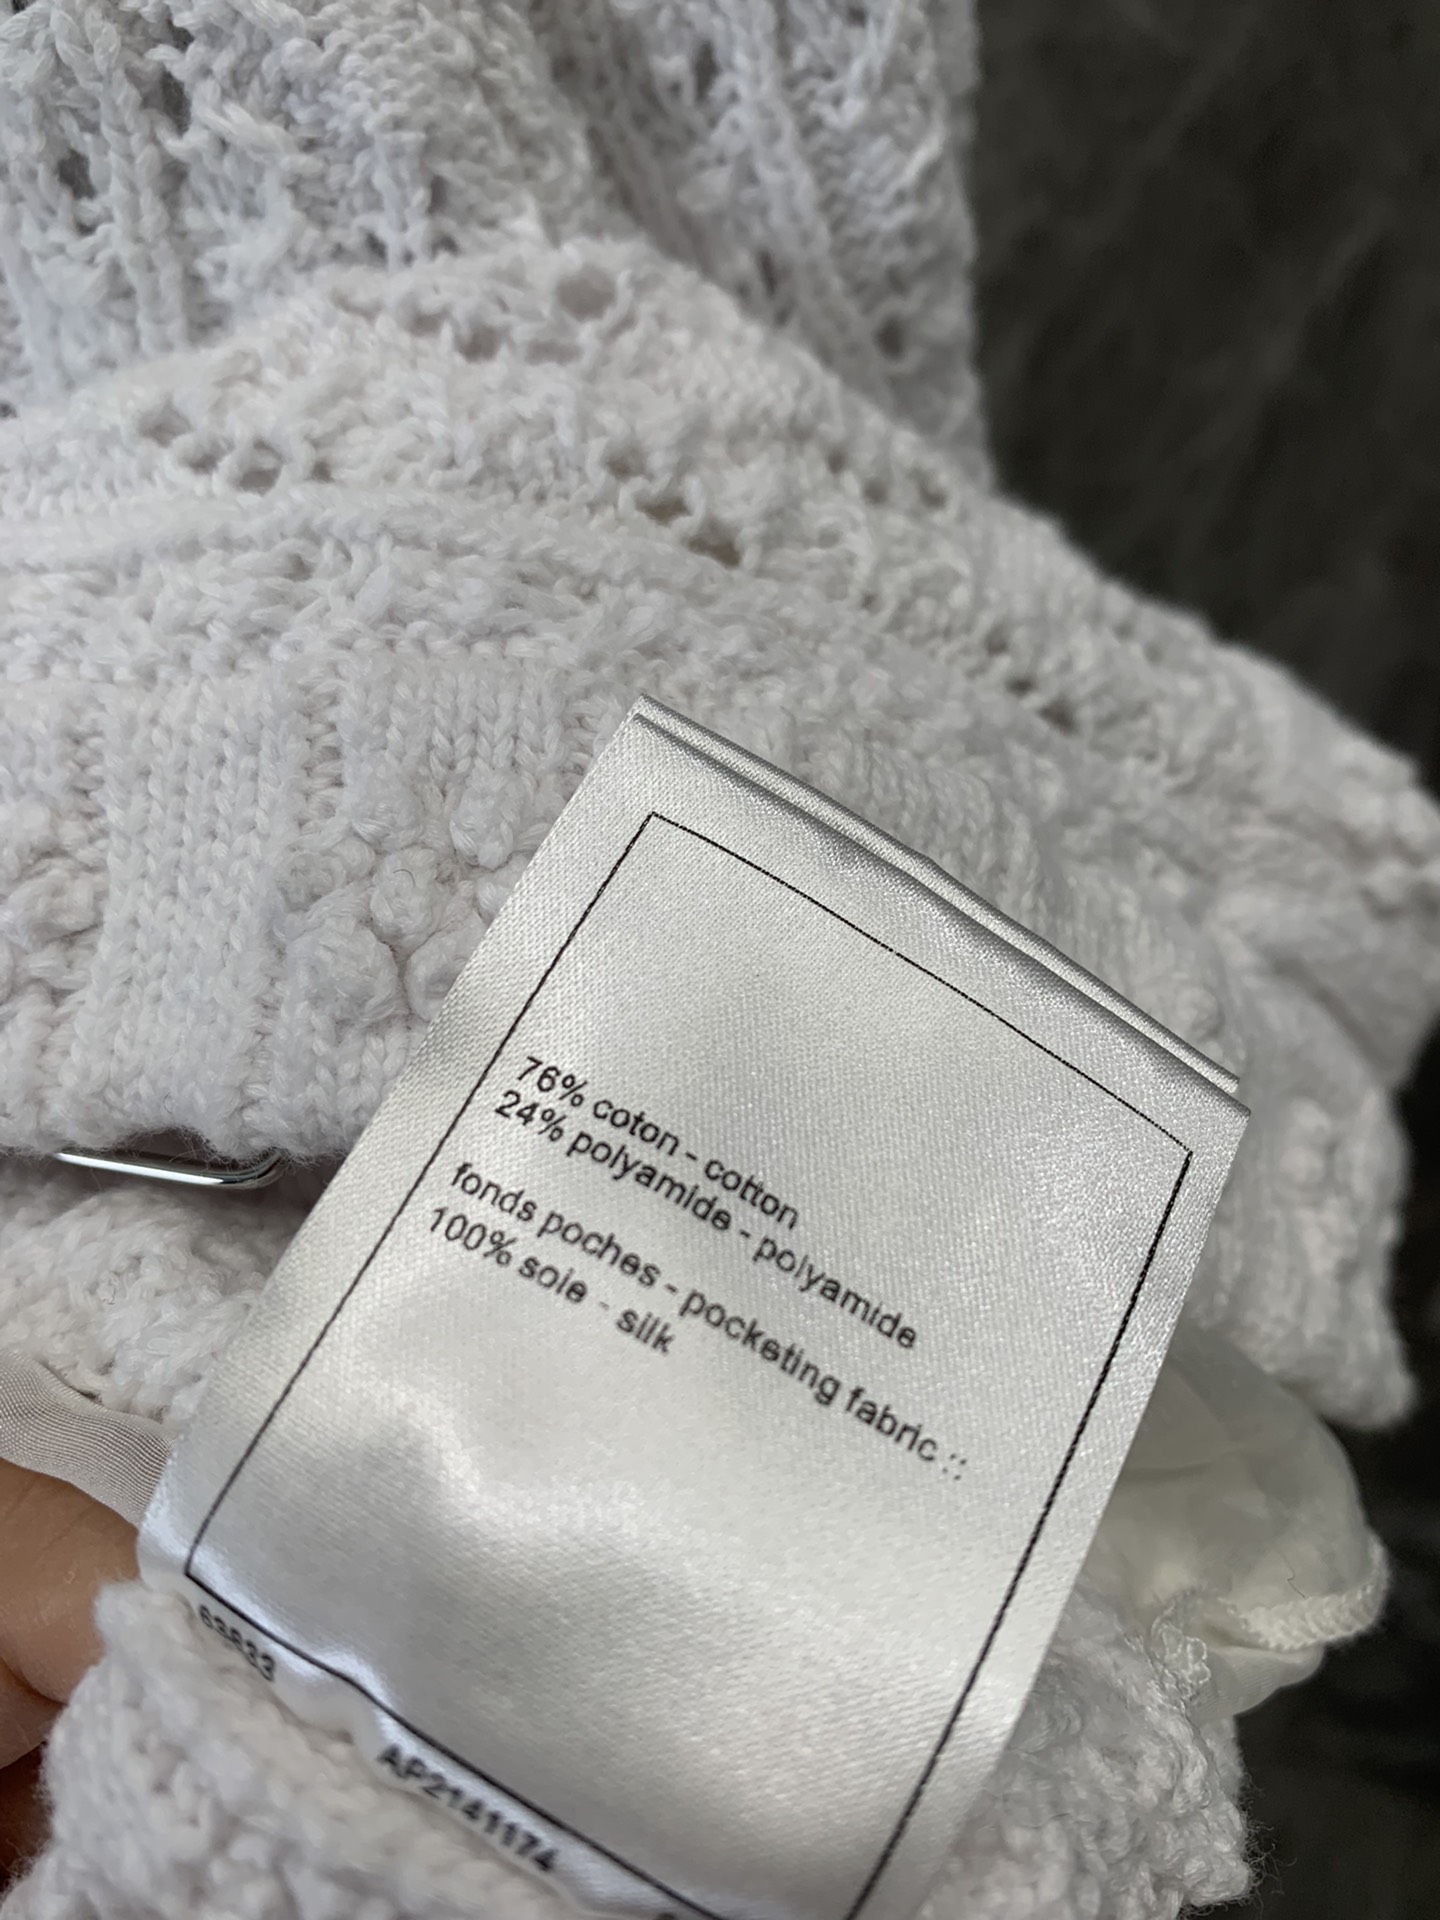 76% coton - cotton
24% polyamide - polyamide
fonds poches - pocketing fabric ::
100% soie - silk
AP2141174